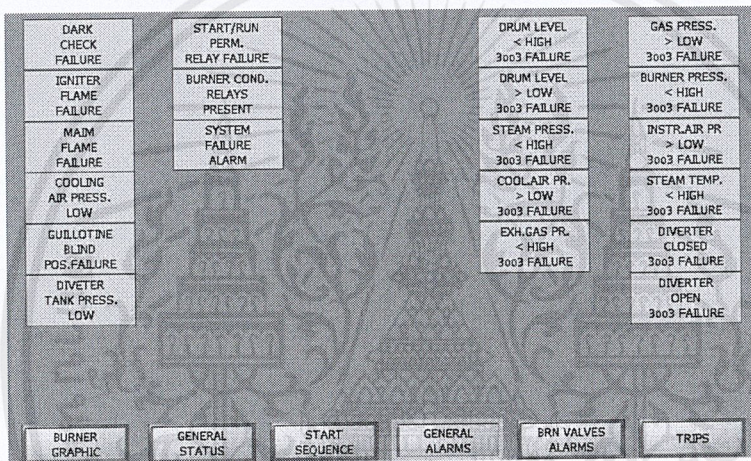 DARK
CHECK
FAILURE
IGNITER
FLAME
FAILURE
MAIM
FLAME
FAILURE
COOLING
AIR PRESS.
LOW
GUILLOTINE
BLIND
POS.FAILURE
DIVETER
TANK PRESS.
LOW
START/RUN
PERM.
RELAY FAILURE
BURNER COND.
RELAYS
PRESENT
SYSTEM
FAILURE
ALARM
DRUM LEVEL
< HIGH
3oo3 FAILURE
DRUM LEVEL
> LOW
3oo3 FAILURE
STEAM PRESS.
< HIGH
3oo3 FAILURE
COOL.AIR PR.
> LOW
3oo3 FAILURE
EXH.GAS PR.
< HIGH
3oo3 FAILURE
GAS PRESS.
> LOW
3oo3 FAILURE
BURNER PRESS.
< HIGH
3oo3 FAILURE
INSTR.AIR PR
> LOW
3oo3 FAILURE
STEAM TEMP.
< HIGH
3oo3 FAILURE
DIVERTER
CLOSED
3oo3 FAILURE
DIVERTER
OPEN
3oo3 FAILURE
BURNER
GRAPHIC
GENERAL
STATUS
START
SEQUENCE
GENERAL
ALARMS
BRN VALVES
ALARMS
TRIPS